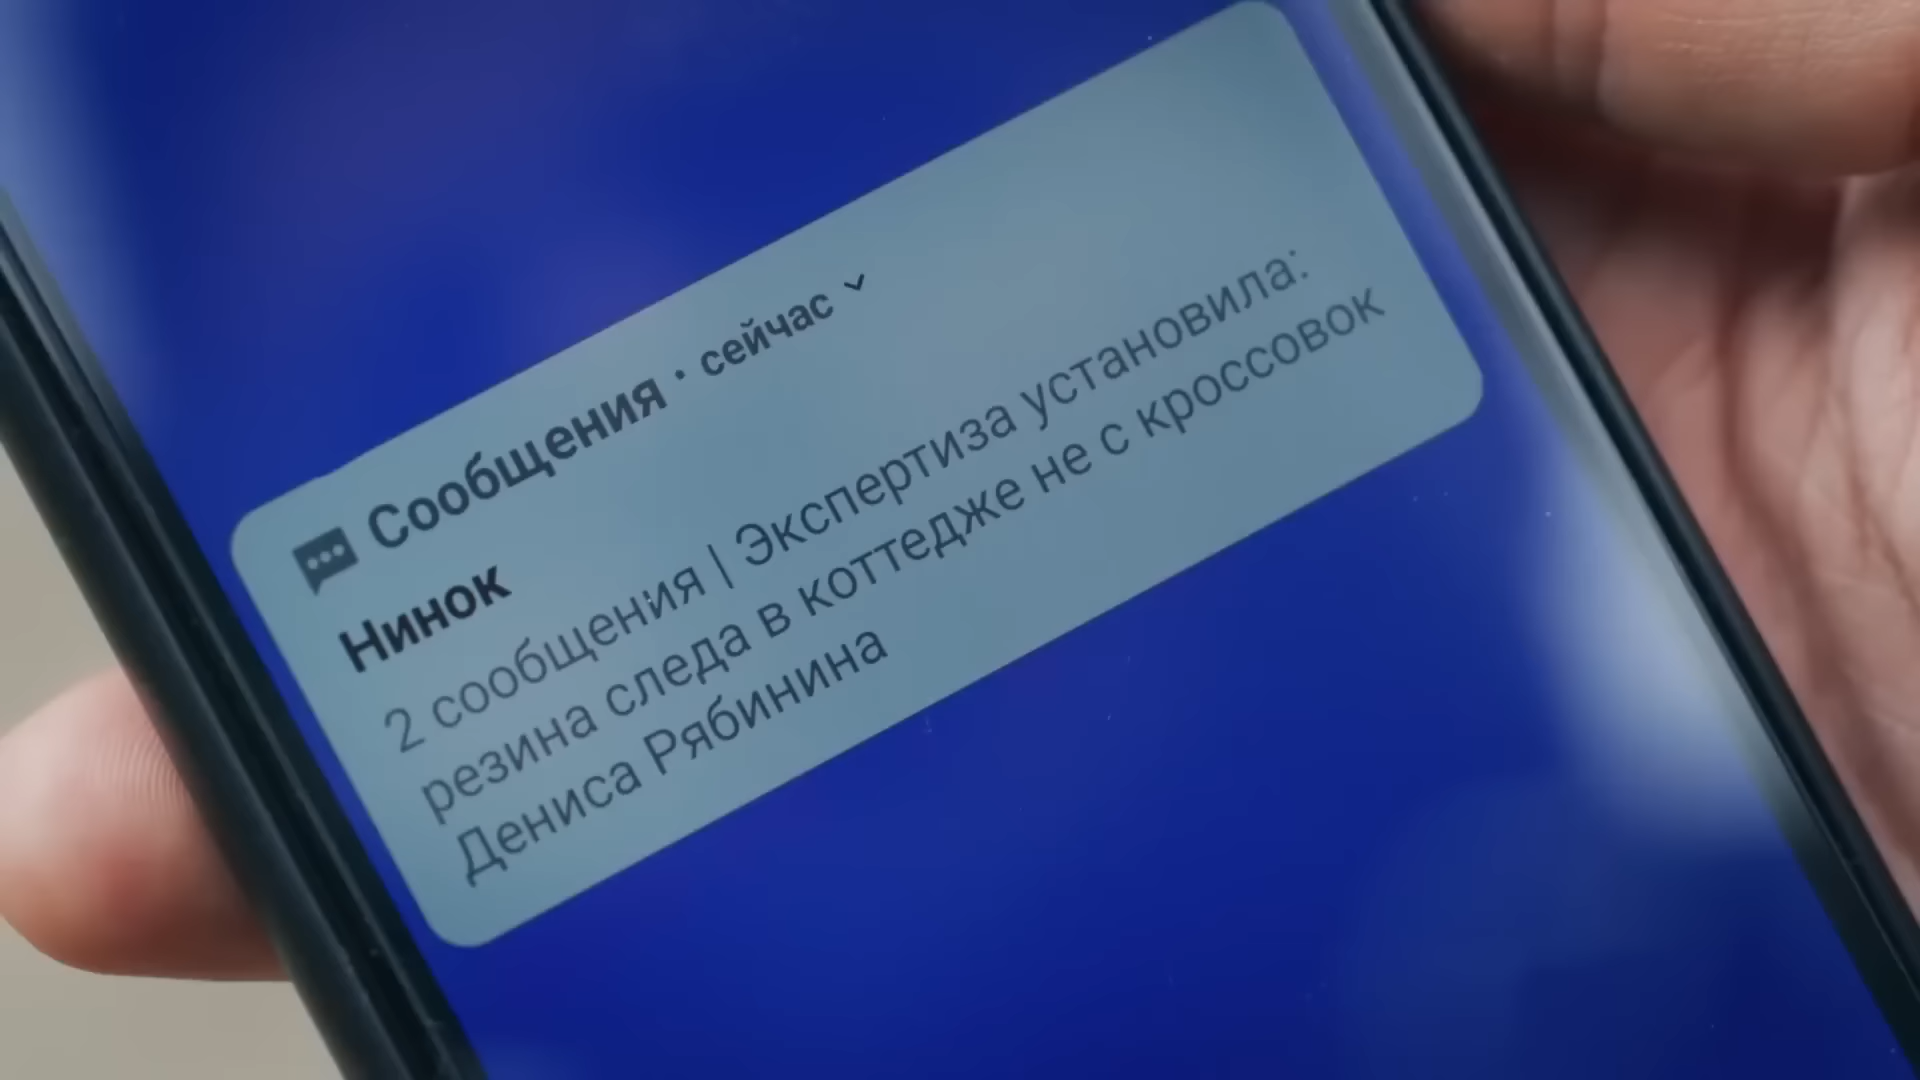 Сообщения · сейчас
Нинок
2 сообщения | Экспертиза установила:
резина следа в коттедже не с кроссовок
Дениса Рябинина